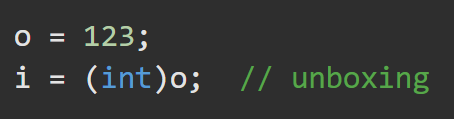 o = 123;
i = (int)o;  // unboxing